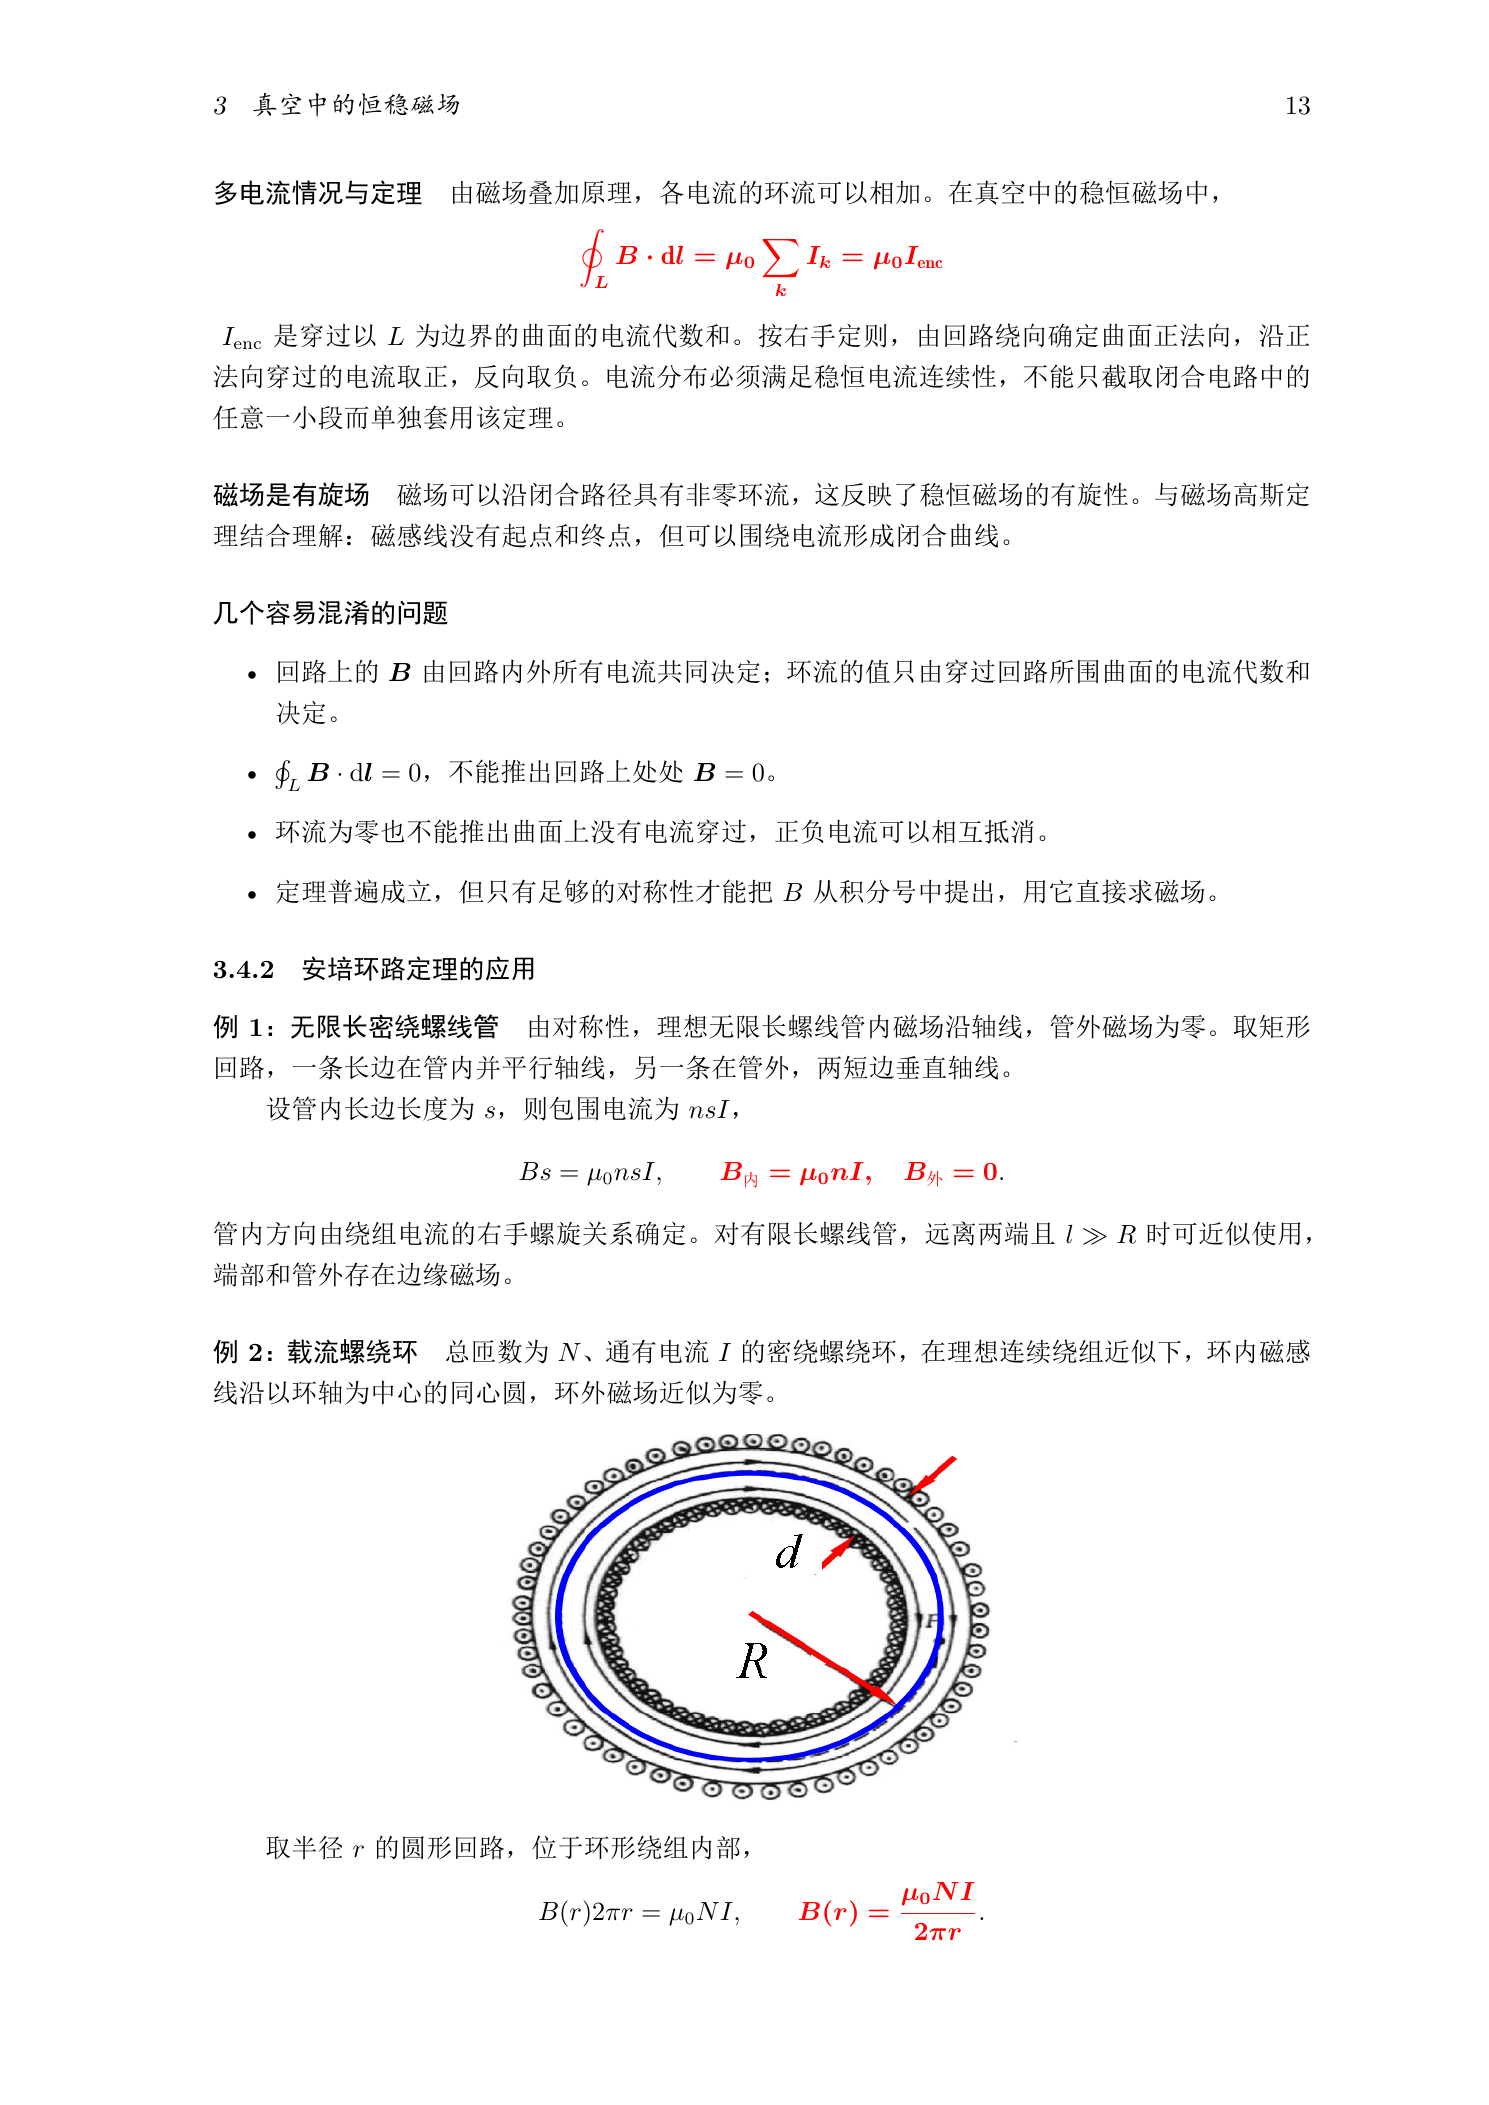 3 真空中的恒稳磁场 13
多电流情况与定理 由磁场叠加原理，各电流的环流可以相加。在真空中的稳恒磁场中，
∮_L B · dl = μ₀ ∑_k I_k = μ₀I_enc
I_enc 是穿过以 L 为边界的曲面的电流代数和。按右手定则，由回路绕向确定曲面正法向，沿正
法向穿过的电流取正，反向取负。电流分布必须满足稳恒电流连续性，不能只截取闭合电路中的
任意一小段而单独套用该定理。
磁场是有旋场 磁场可以沿闭合路径具有非零环流，这反映了稳恒磁场的有旋性。与磁场高斯定
理结合理解：磁感线没有起点和终点，但可以围绕电流形成闭合曲线。
几个容易混淆的问题
• 回路上的 B 由回路内外所有电流共同决定；环流的值只由穿过回路所围曲面的电流代数和
决定。
• ∮_L B · dl = 0，不能推出回路上处处 B = 0。
• 环流为零也不能推出曲面上没有电流穿过，正负电流可以相互抵消。
• 定理普遍成立，但只有足够的对称性才能把 B 从积分号中提出，用它直接求磁场。
3.4.2 安培环路定理的应用
例 1：无限长密绕螺线管 由对称性，理想无限长螺线管内磁场沿轴线，管外磁场为零。取矩形
回路，一条长边在管内并平行轴线，另一条在管外，两短边垂直轴线。
设管内长边长度为 s，则包围电流为 nsI，
Bs = μ₀nsI, B_内 = μ₀nI, B_外 = 0.
管内方向由绕组电流的右手螺旋关系确定。对有限长螺线管，远离两端且 l ≫ R 时可近似使用，
端部和管外存在边缘磁场。
例 2：载流螺绕环 总匝数为 N、通有电流 I 的密绕螺绕环，在理想连续绕组近似下，环内磁感
线沿以环轴为中心的同心圆，环外磁场近似为零。
d
R
取半径 r 的圆形回路，位于环形绕组内部，
B(r)2πr = μ₀NI, B(r) = μ₀NI / 2πr.